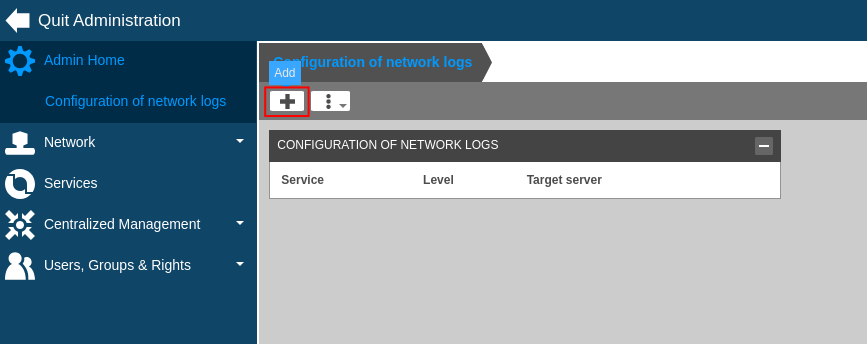 Quit Administration
Admin Home
Configuration of network logs
Network
Services
Centralized Management
Users, Groups & Rights
Configuration of network logs
Add
CONFIGURATION OF NETWORK LOGS
Service Level Target server